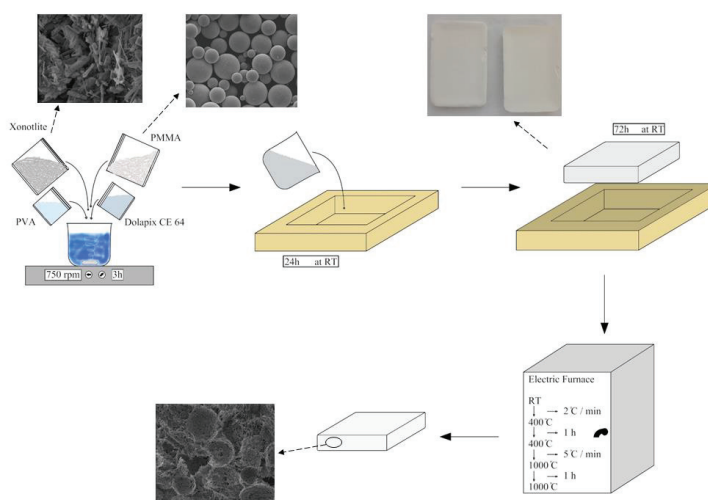 Xonotlite
PMMA
PVA
Dolapix CE 64
750 rpm
3h
24h at RT
72h at RT
Electric Furnace
RT
2℃ / min
400℃
1 h
400℃
5℃ / min
1000℃
1 h
1000℃